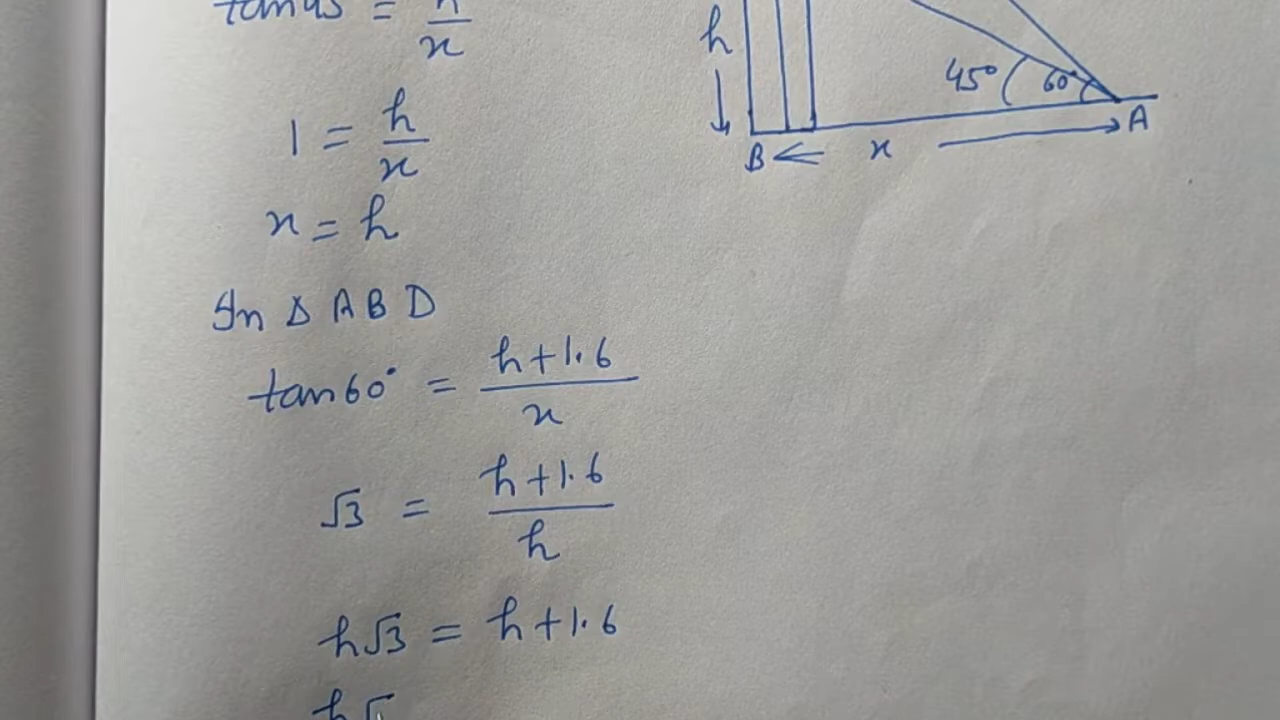 tan45 = h/x
1 = h/x
x = h
In Δ ABD
tan60° = h+1.6/x
√3 = h+1.6/h
h√3 = h+1.6
h√
h
45° 60°
B x A